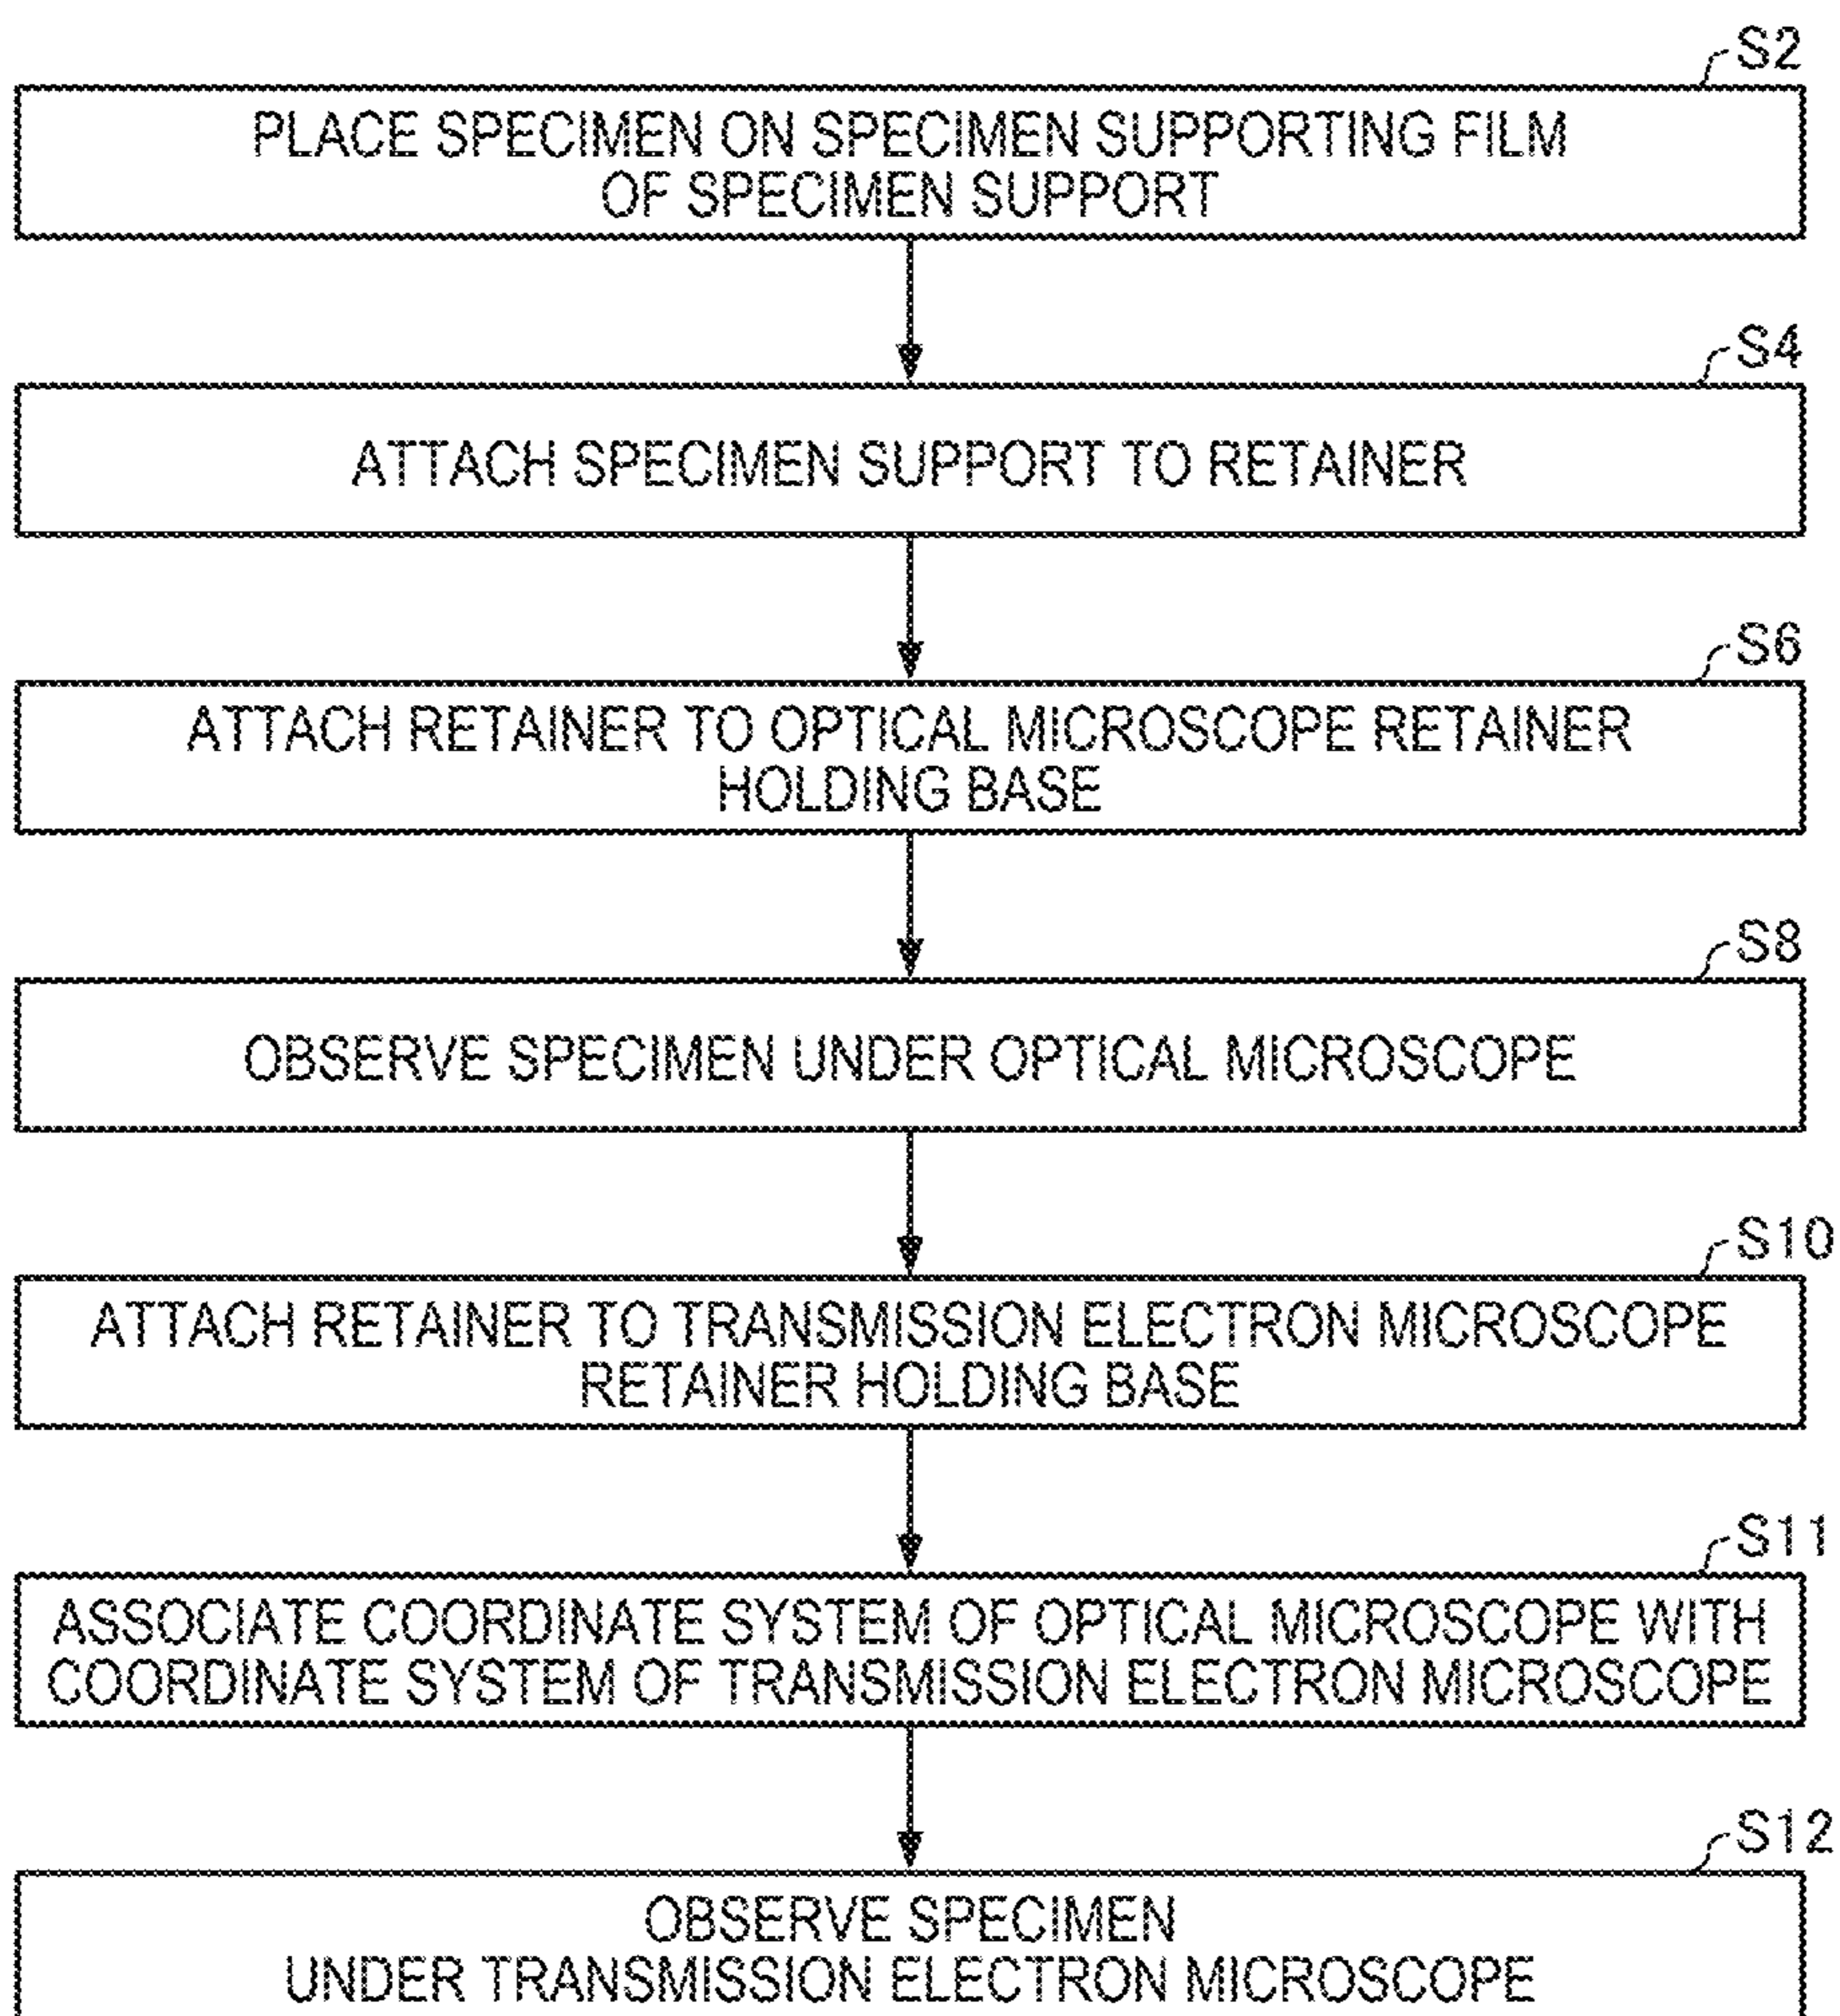 S2
PLACE SPECIMEN ON SPECIMEN SUPPORTING FILM
OF SPECIMEN SUPPORT
S4
ATTACH SPECIMEN SUPPORT TO RETAINER
S6
ATTACH RETAINER TO OPTICAL MICROSCOPE RETAINER
HOLDING BASE
S8
OBSERVE SPECIMEN UNDER OPTICAL MICROSCOPE
S10
ATTACH RETAINER TO TRANSMISSION ELECTRON MICROSCOPE
RETAINER HOLDING BASE
S11
ASSOCIATE COORDINATE SYSTEM OF OPTICAL MICROSCOPE WITH
COORDINATE SYSTEM OF TRANSMISSION ELECTRON MICROSCOPE
S12
OBSERVE SPECIMEN
UNDER TRANSMISSION ELECTRON MICROSCOPE